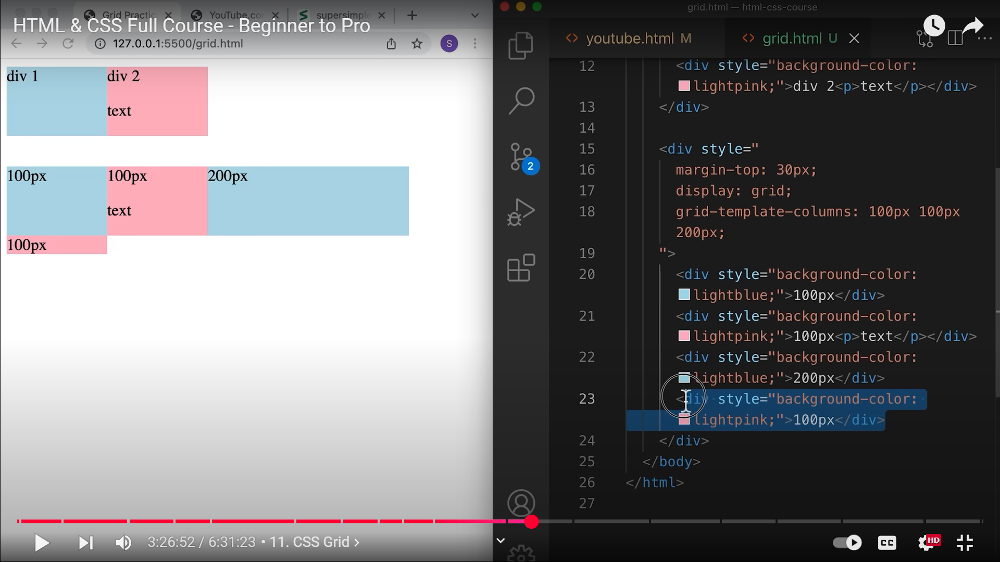 Grid Practic
YouTube.co
supersimple
HTML & CSS Full Course - Beginner to Pro
127.0.0.1:5500/grid.html
S
div 1
div 2
text
100px
100px
200px
text
100px
grid.html — html-css-course
youtube.html M
grid.html U
2
12 <div style="background-color:
lightpink;">div 2<p>text</p></div>
13 </div>
14
15 <div style="
16 margin-top: 30px;
17 display: grid;
18 grid-template-columns: 100px 100px
200px;
19 ">
20 <div style="background-color:
lightblue;">100px</div>
21 <div style="background-color:
lightpink;">100px<p>text</p></div>
22 <div style="background-color:
lightblue;">200px</div>
23 <div style="background-color:
lightpink;">100px</div>
24 </div>
25 </body>
26 </html>
27
3:26:52 / 6:31:23 • 11. CSS Grid ›
CC
HD